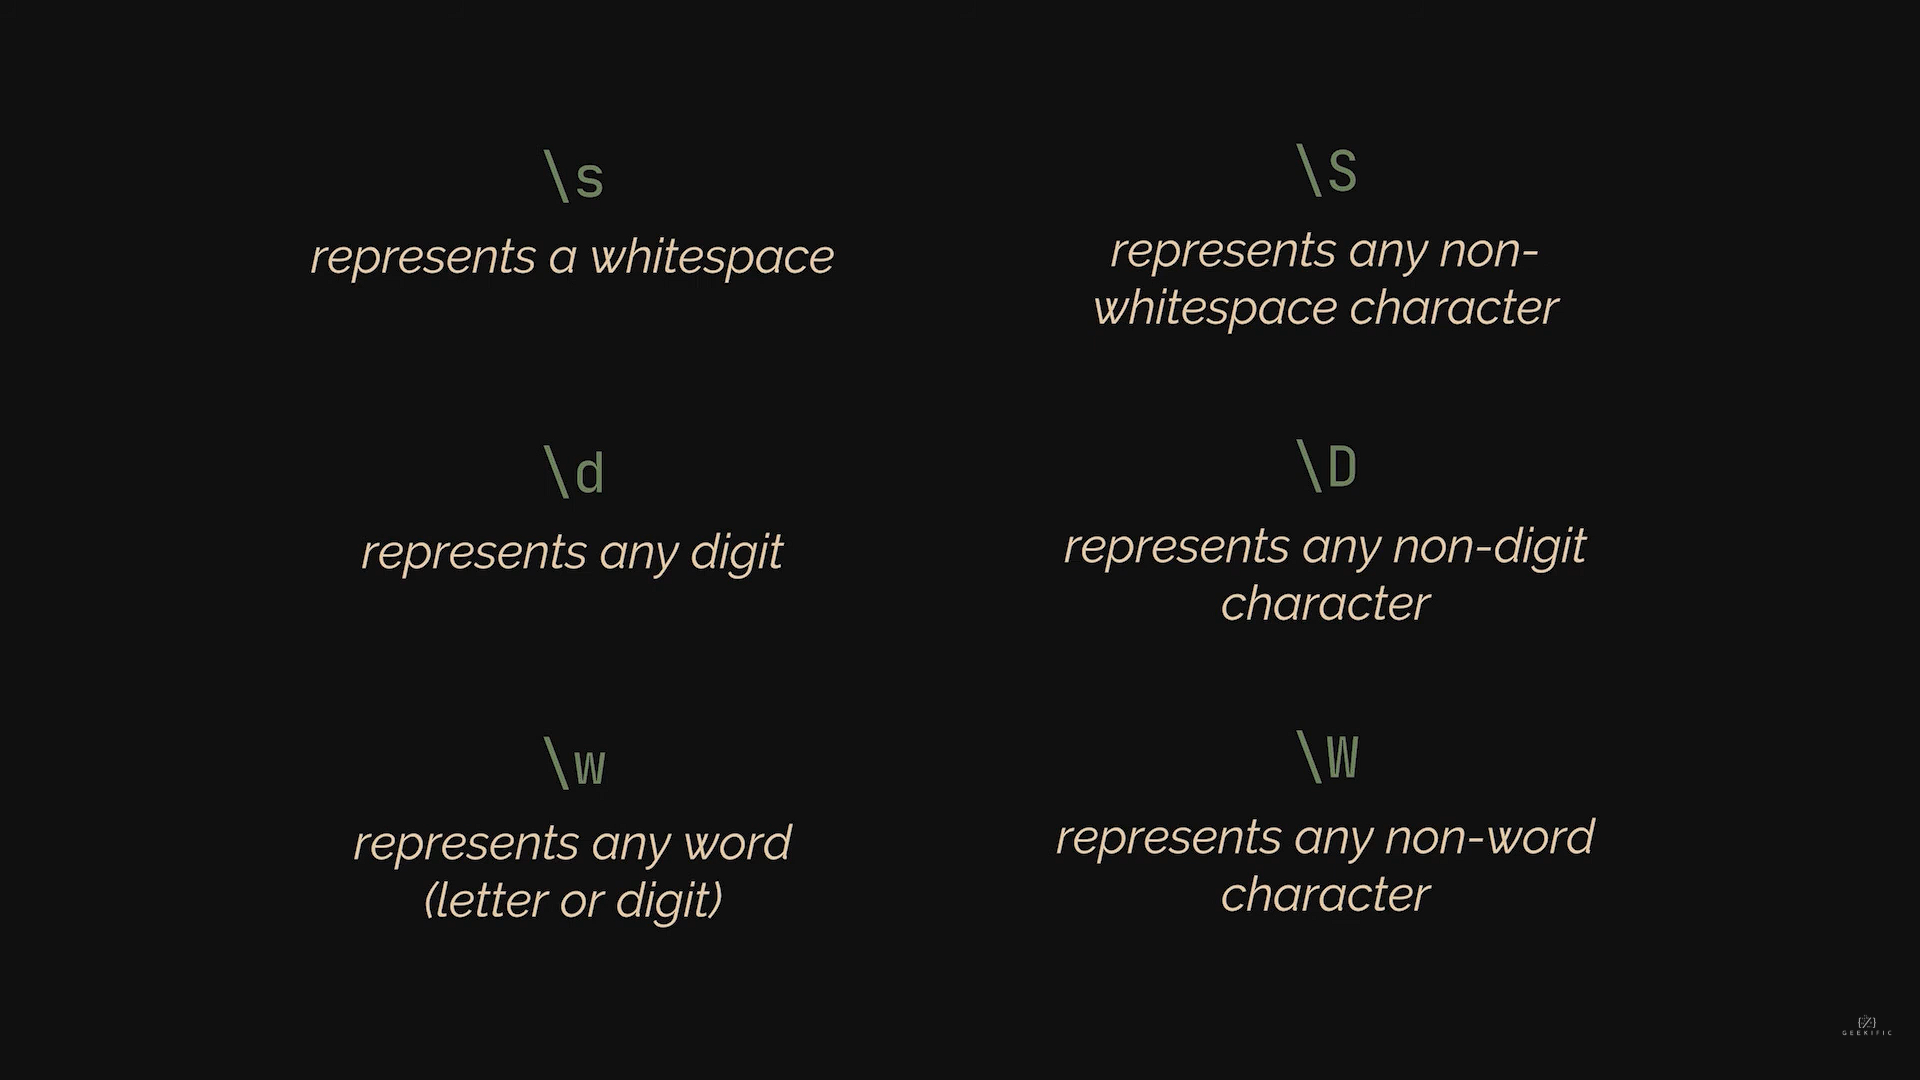 \s
represents a whitespace
\S
represents any non-
whitespace character
\d
represents any digit
\D
represents any non-digit
character
\w
represents any word
(letter or digit)
\W
represents any non-word
character
GEEKIFIC